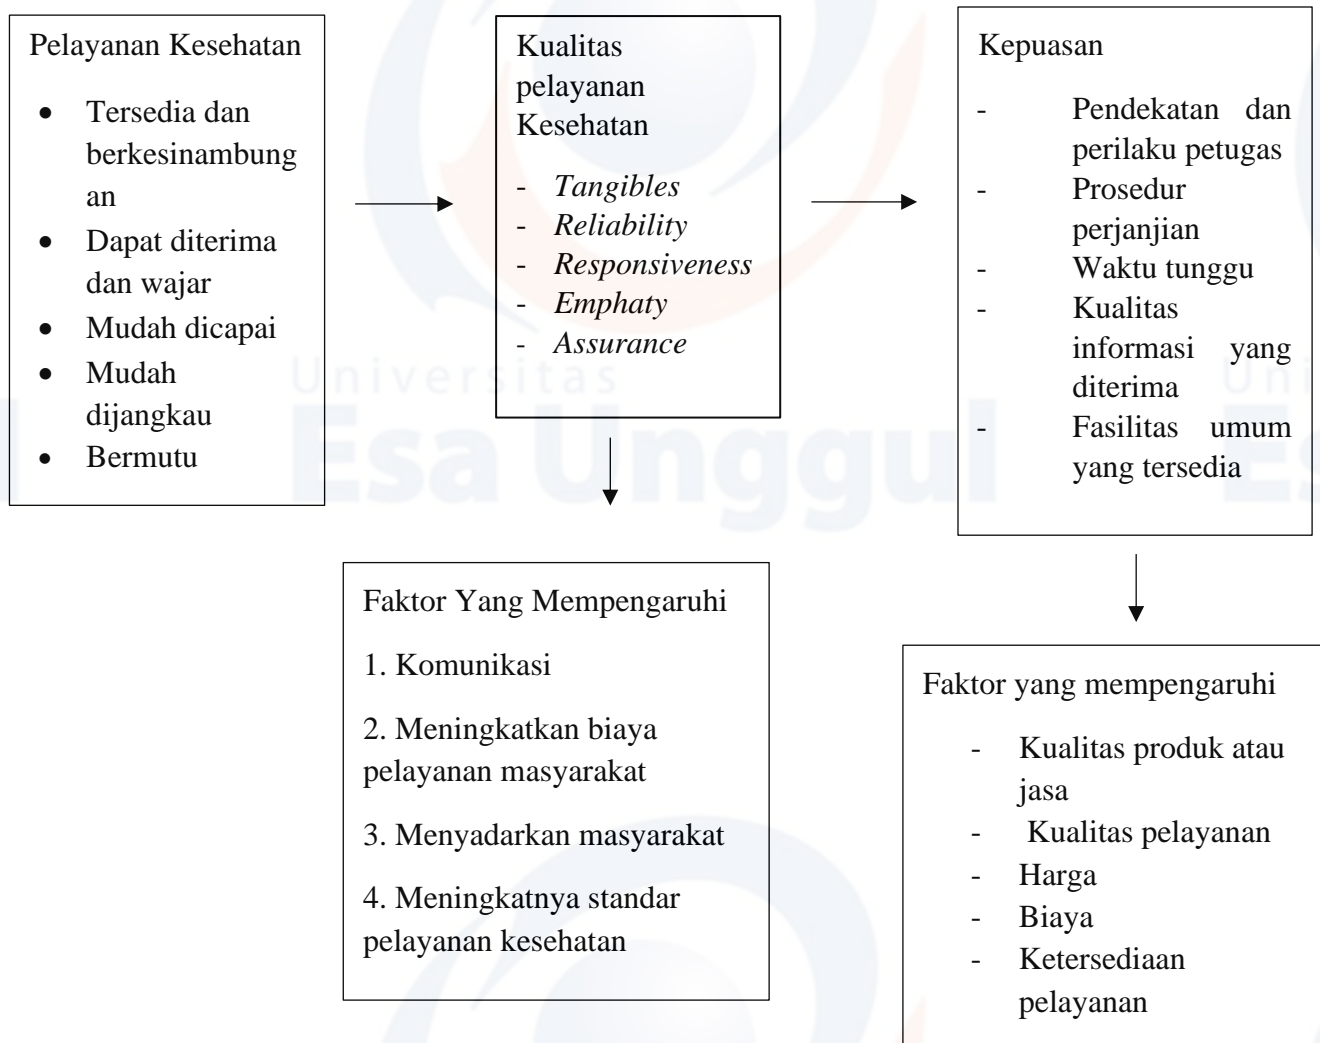 Pelayanan Kesehatan
• Tersedia dan
berkesinambung
an
• Dapat diterima
dan wajar
• Mudah dicapai
• Mudah
dijangkau
• Bermutu
Kualitas
pelayanan
Kesehatan
- Tangibles
- Reliability
- Responsiveness
- Emphaty
- Assurance
Kepuasan
- Pendekatan dan
perilaku petugas
- Prosedur
perjanjian
- Waktu tunggu
- Kualitas
informasi yang
diterima
- Fasilitas umum
yang tersedia
Universitas
Esa Unggul
Uni
Es
Faktor Yang Mempengaruhi
1. Komunikasi
2. Meningkatkan biaya
pelayanan masyarakat
3. Menyadarkan masyarakat
4. Meningkatnya standar
pelayanan kesehatan
Faktor yang mempengaruhi
- Kualitas produk atau
jasa
- Kualitas pelayanan
- Harga
- Biaya
- Ketersediaan
pelayanan